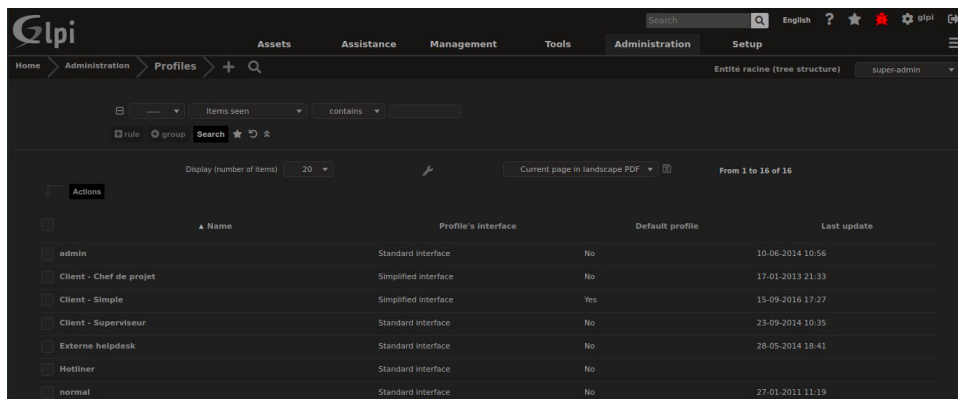 Glpi
Search English ? glpi
Assets Assistance Management Tools Administration Setup
Home Administration Profiles + Entité racine (tree structure) super-admin
----- Items seen contains
rule group Search
Display (number of items) 20 Current page in landscape PDF From 1 to 16 of 16
Actions
▲ Name Profile's interface Default profile Last update
admin Standard interface No 10-06-2014 10:56
Client - Chef de projet Simplified interface No 17-01-2013 21:33
Client - Simple Simplified interface Yes 15-09-2016 17:27
Client - Superviseur Standard interface No 23-09-2014 10:35
Externe helpdesk Standard interface No 28-05-2014 18:41
Hotliner Standard interface No
normal Standard interface No 27-01-2011 11:19